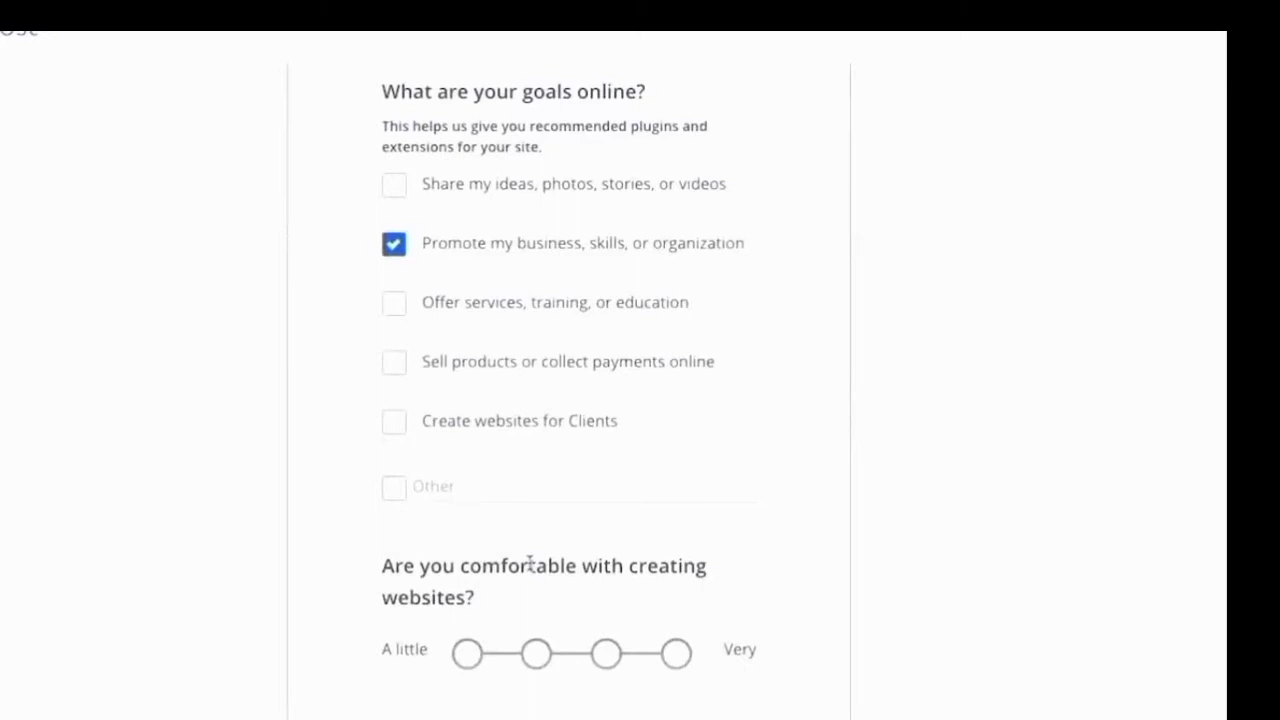 What are your goals online?
This helps us give you recommended plugins and
extensions for your site.
Share my ideas, photos, stories, or videos
Promote my business, skills, or organization
Offer services, training, or education
Sell products or collect payments online
Create websites for Clients
Other
Are you comfortable with creating
websites?
A little
Very